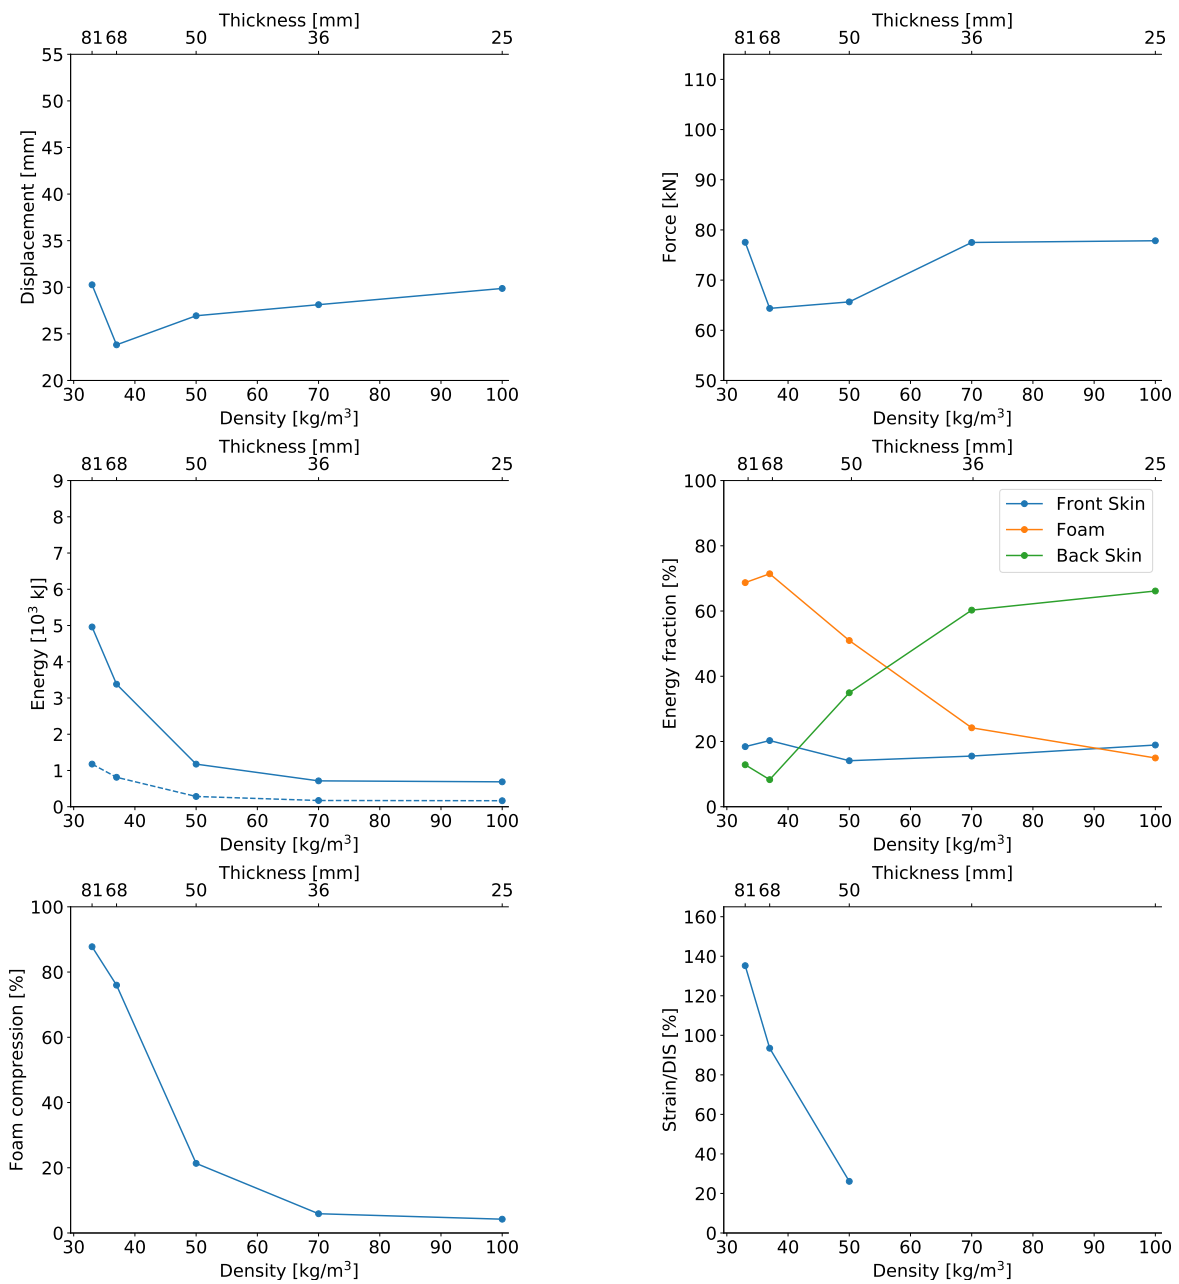 Thickness [mm]
81 68 50 36 25
55
50
45
40
35
30
25
20
Displacement [mm]
30 40 50 60 70 80 90 100
Density [kg/m³]
Thickness [mm]
81 68 50 36 25
110
100
90
80
70
60
50
Force [kN]
30 40 50 60 70 80 90 100
Density [kg/m³]
Thickness [mm]
81 68 50 36 25
9
8
7
6
5
4
3
2
1
0
Energy [10³ kJ]
30 40 50 60 70 80 90 100
Density [kg/m³]
Thickness [mm]
81 68 50 36 25
100
80
60
40
20
0
Energy fraction [%]
Front Skin
Foam
Back Skin
30 40 50 60 70 80 90 100
Density [kg/m³]
Thickness [mm]
81 68 50 36 25
100
80
60
40
20
0
Foam compression [%]
30 40 50 60 70 80 90 100
Density [kg/m³]
Thickness [mm]
81 68 50
160
140
120
100
80
60
40
20
0
Strain/DIS [%]
30 40 50 60 70 80 90 100
Density [kg/m³]